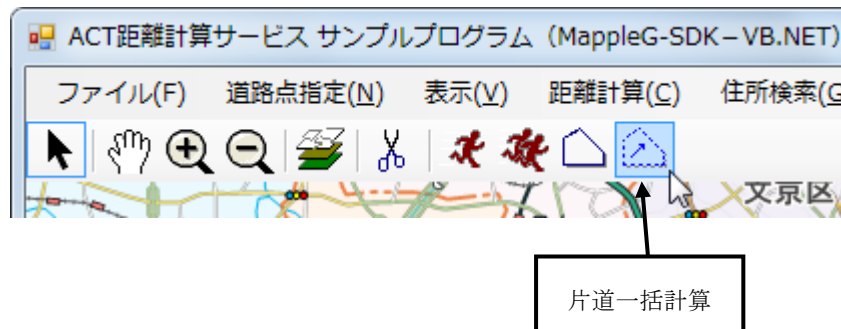 ACT距離計算サービス サンプルプログラム（MappleG-SDK－VB.NET）
ファイル(F) 道路点指定(N) 表示(V) 距離計算(C) 住所検索(G
文京区
片道一括計算